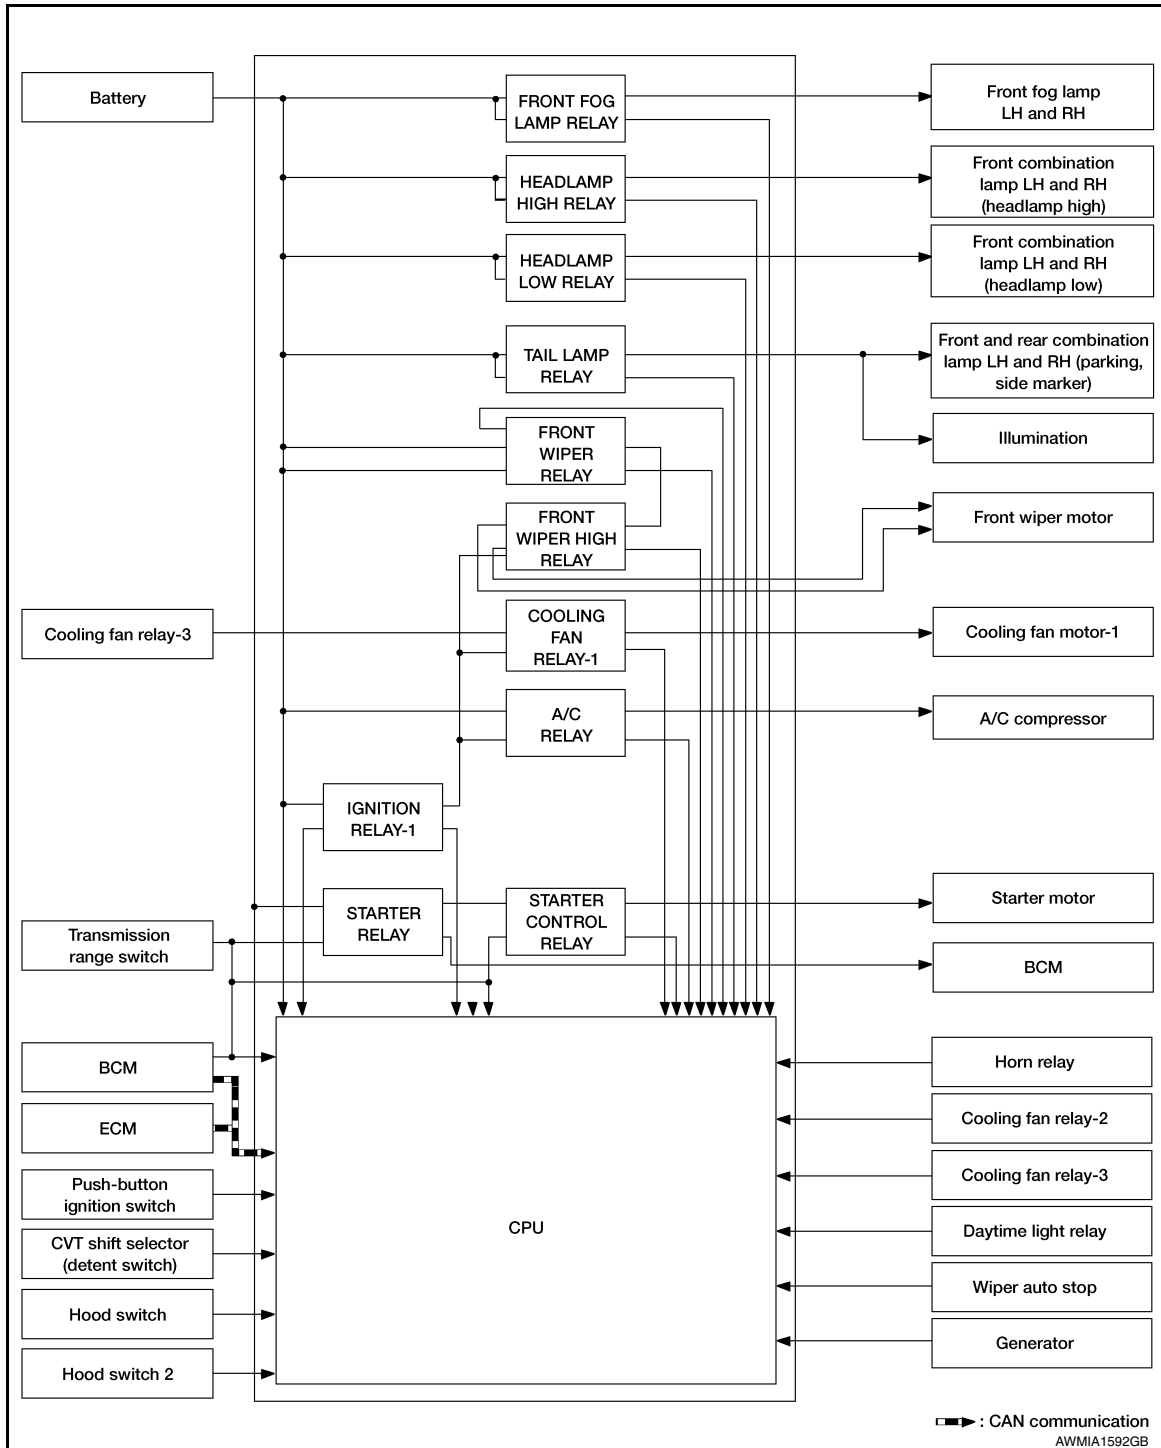 Battery
FRONT FOG
LAMP RELAY
Front fog lamp
LH and RH
HEADLAMP
HIGH RELAY
Front combination
lamp LH and RH
(headlamp high)
HEADLAMP
LOW RELAY
Front combination
lamp LH and RH
(headlamp low)
TAIL LAMP
RELAY
Front and rear combination
lamp LH and RH (parking,
side marker)
Illumination
FRONT
WIPER
RELAY
FRONT
WIPER HIGH
RELAY
Front wiper motor
Cooling fan relay-3
COOLING
FAN
RELAY-1
Cooling fan motor-1
A/C
RELAY
A/C compressor
IGNITION
RELAY-1
STARTER
RELAY
STARTER
CONTROL
RELAY
Starter motor
Transmission
range switch
BCM
BCM
ECM
Push-button
ignition switch
CVT shift selector
(detent switch)
Hood switch
Hood switch 2
CPU
Horn relay
Cooling fan relay-2
Cooling fan relay-3
Daytime light relay
Wiper auto stop
Generator
: CAN communication
AWMIA1592GB